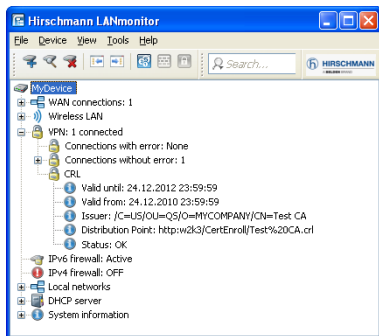 Hirschmann LANmonitor
File Device View Tools Help
Search...
HIRSCHMANN
A BELDEN BRAND
MyDevice
WAN connections: 1
Wireless LAN
VPN: 1 connected
Connections with error: None
Connections without error: 1
CRL
Valid until: 24.12.2012 23:59:59
Valid from: 24.12.2010 23:59:59
Issuer: /C=US/OU=QS/O=MYCOMPANY/CN=Test CA
Distribution Point: http:w2k3/CertEnroll/Test%20CA.crl
Status: OK
IPv6 firewall: Active
IPv4 firewall: OFF
Local networks
DHCP server
System information